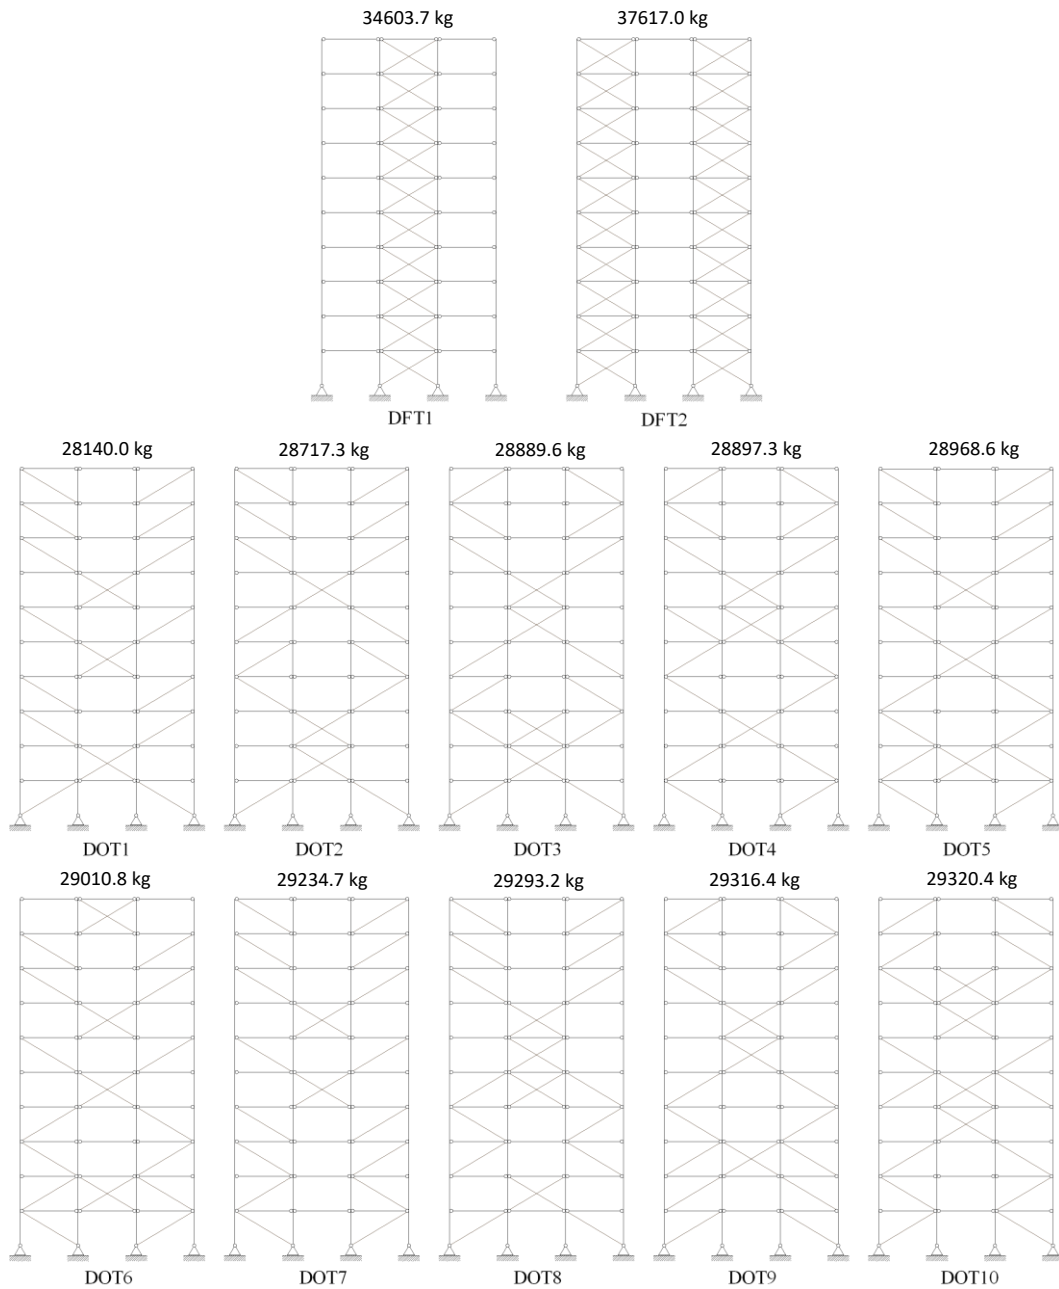 34603.7 kg 37617.0 kg
DFT1 DFT2
28140.0 kg 28717.3 kg 28889.6 kg 28897.3 kg 28968.6 kg
DOT1 DOT2 DOT3 DOT4 DOT5
29010.8 kg 29234.7 kg 29293.2 kg 29316.4 kg 29320.4 kg
DOT6 DOT7 DOT8 DOT9 DOT10